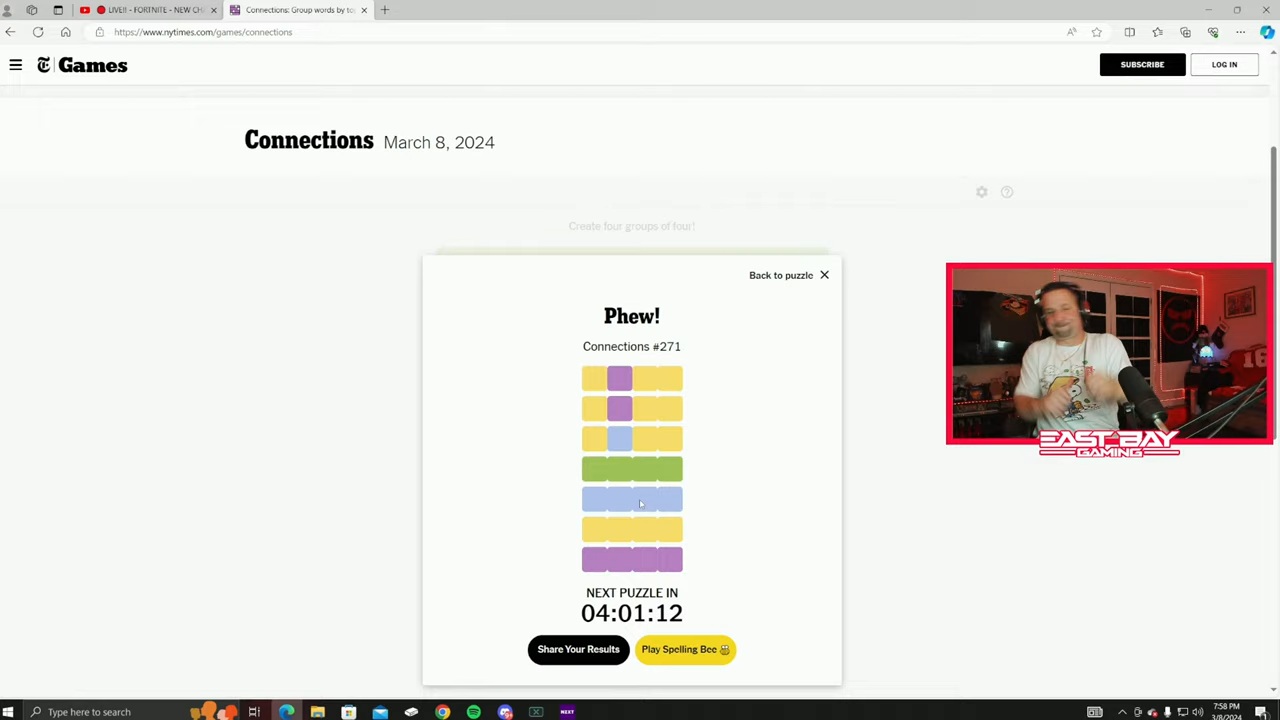 LIVE!! - FORTNITE - NEW CH
Connections: Group words by to
https://www.nytimes.com/games/connections
Games
SUBSCRIBE
LOG IN
Connections March 8, 2024
Create four groups of four!
Back to puzzle
Phew!
Connections #271
NEXT PUZZLE IN
04:01:12
Share Your Results
Play Spelling Bee
EAST BAY
GAMING
Type here to search
NEXT
7:58 PM
3/8/2024